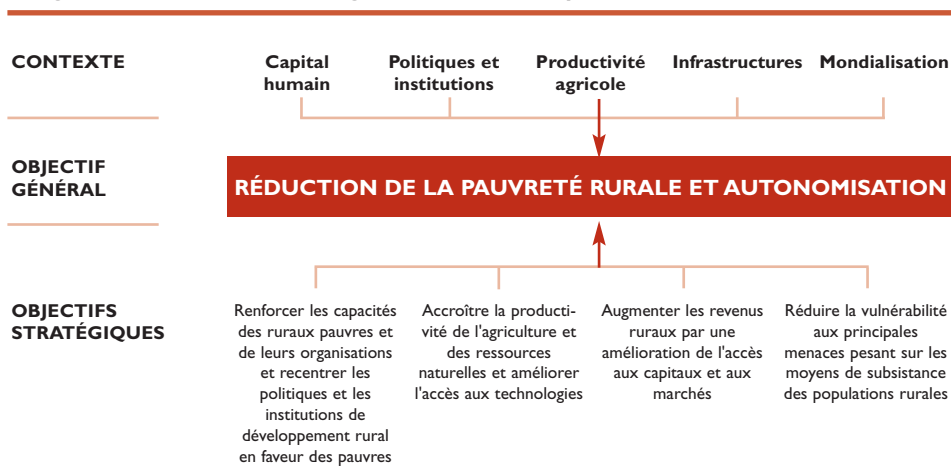 CONTEXTE
Capital
humain
Politiques et
institutions
Productivité
agricole
Infrastructures
Mondialisation
OBJECTIF
GÉNÉRAL
RÉDUCTION DE LA PAUVRETÉ RURALE ET AUTONOMISATION
OBJECTIFS
STRATÉGIQUES
Renforcer les capacités
des ruraux pauvres et
de leurs organisations
et recentrer les
politiques et les
institutions de
développement rural
en faveur des pauvres
Accroître la producti-
vité de l'agriculture et
des ressources
naturelles et améliorer
l'accès aux technologies
Augmenter les revenus
ruraux par une
amélioration de l'accès
aux capitaux et aux
marchés
Réduire la vulnérabilité
aux principales
menaces pesant sur les
moyens de subsistance
des populations rurales